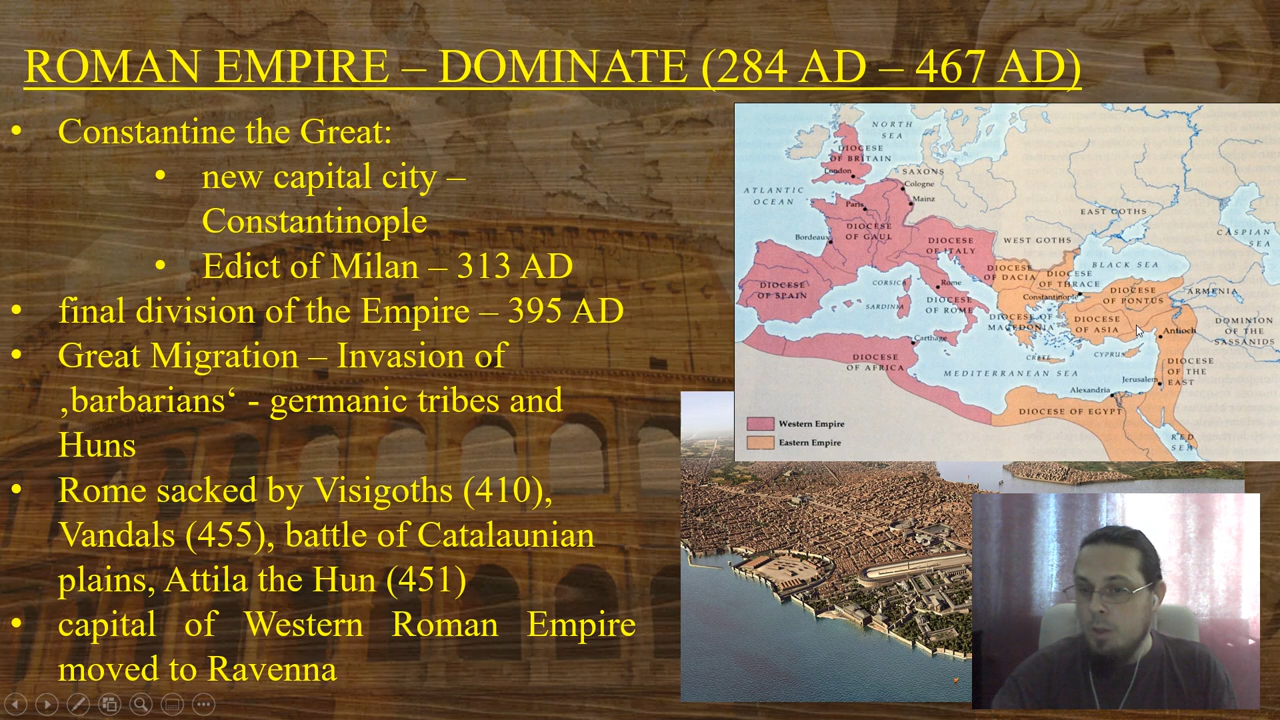 ROMAN EMPIRE – DOMINATE (284 AD – 467 AD)
• Constantine the Great:
• new capital city –
Constantinople
• Edict of Milan – 313 AD
• final division of the Empire – 395 AD
• Great Migration – Invasion of
‚barbarians‘ - germanic tribes and
Huns
• Rome sacked by Visigoths (410),
Vandals (455), battle of Catalaunian
plains, Attila the Hun (451)
• capital of Western Roman Empire
moved to Ravenna
NORTH
SEA
DIOCESE
OF BRITAIN
London
SAXONS
Cologne
Mainz
ATLANTIC
OCEAN
Paris
DIOCESE
OF GAUL
Bordeaux
EAST GOTHS
WEST GOTHS
CASPIAN
SEA
DIOCESE
OF ITALY
BLACK SEA
DIOCESE
OF DACIA
DIOCESE
OF THRACE
DIOCESE
OF SPAIN
CORSICA
Rome
SARDINIA
DIOCESE
OF ROME
Constantinople
DIOCESE OF
PONTUS
ARMENIA
DIOCESE OF
MACEDONIA
DIOCESE
OF ASIA
Antioch
DOMINION
OF THE
SASSANIDS
Carthage
DIOCESE
OF AFRICA
CRETE
CYPRUS
MEDITERRANEAN SEA
DIOCESE
OF THE
EAST
Jerusalem
Alexandria
DIOCESE OF EGYPT
RED
SEA
Western Empire
Eastern Empire